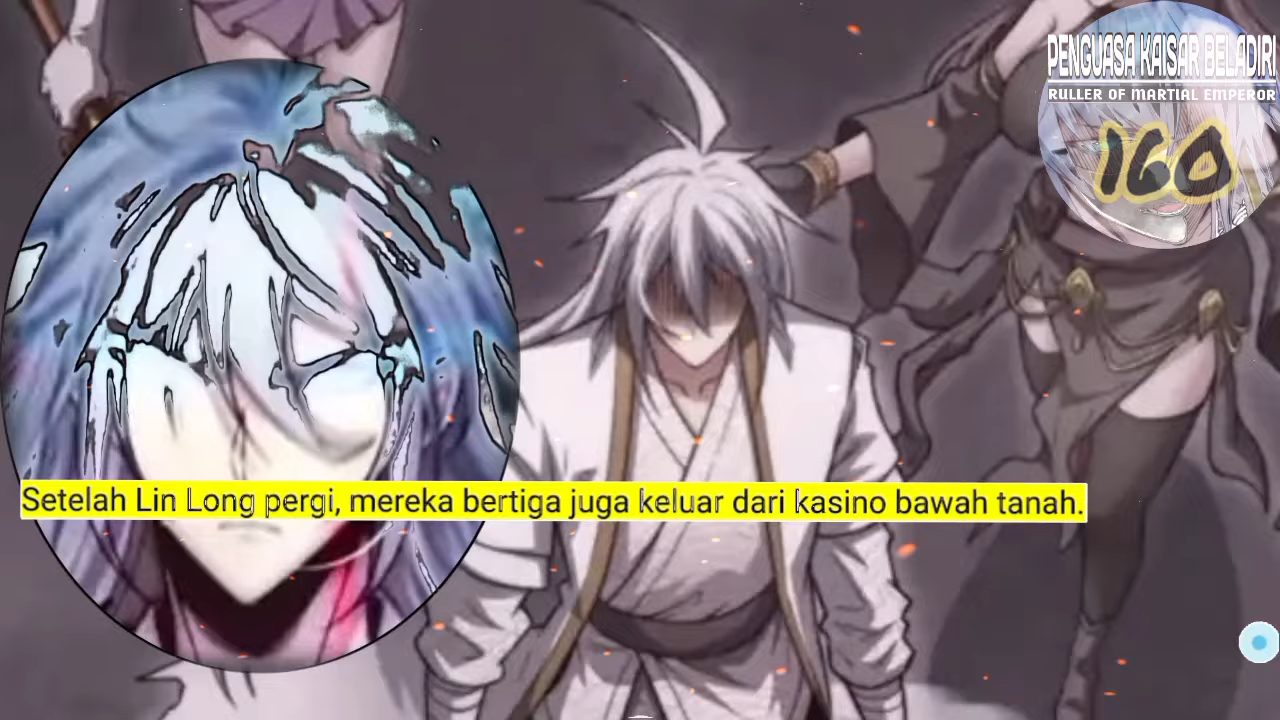 PENGUASA KAISAR BELADIRI
RULLER OF MARTIAL EMPEROR
160
Setelah Lin Long pergi, mereka bertiga juga keluar dari kasino bawah tanah.